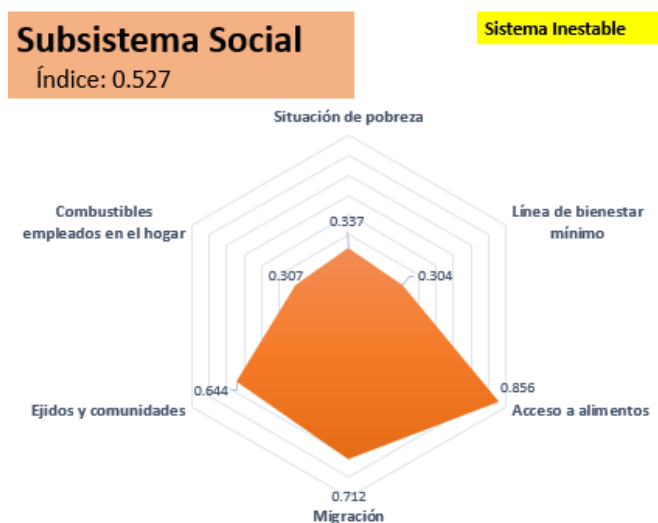 Subsistema Social
Índice: 0.527
Sistema Inestable
Situación de pobreza
Combustibles
empleados en el hogar
Línea de bienestar
mínimo
0.337
0.307
0.304
0.644
0.856
Ejidos y comunidades
Acceso a alimentos
0.712
Migración